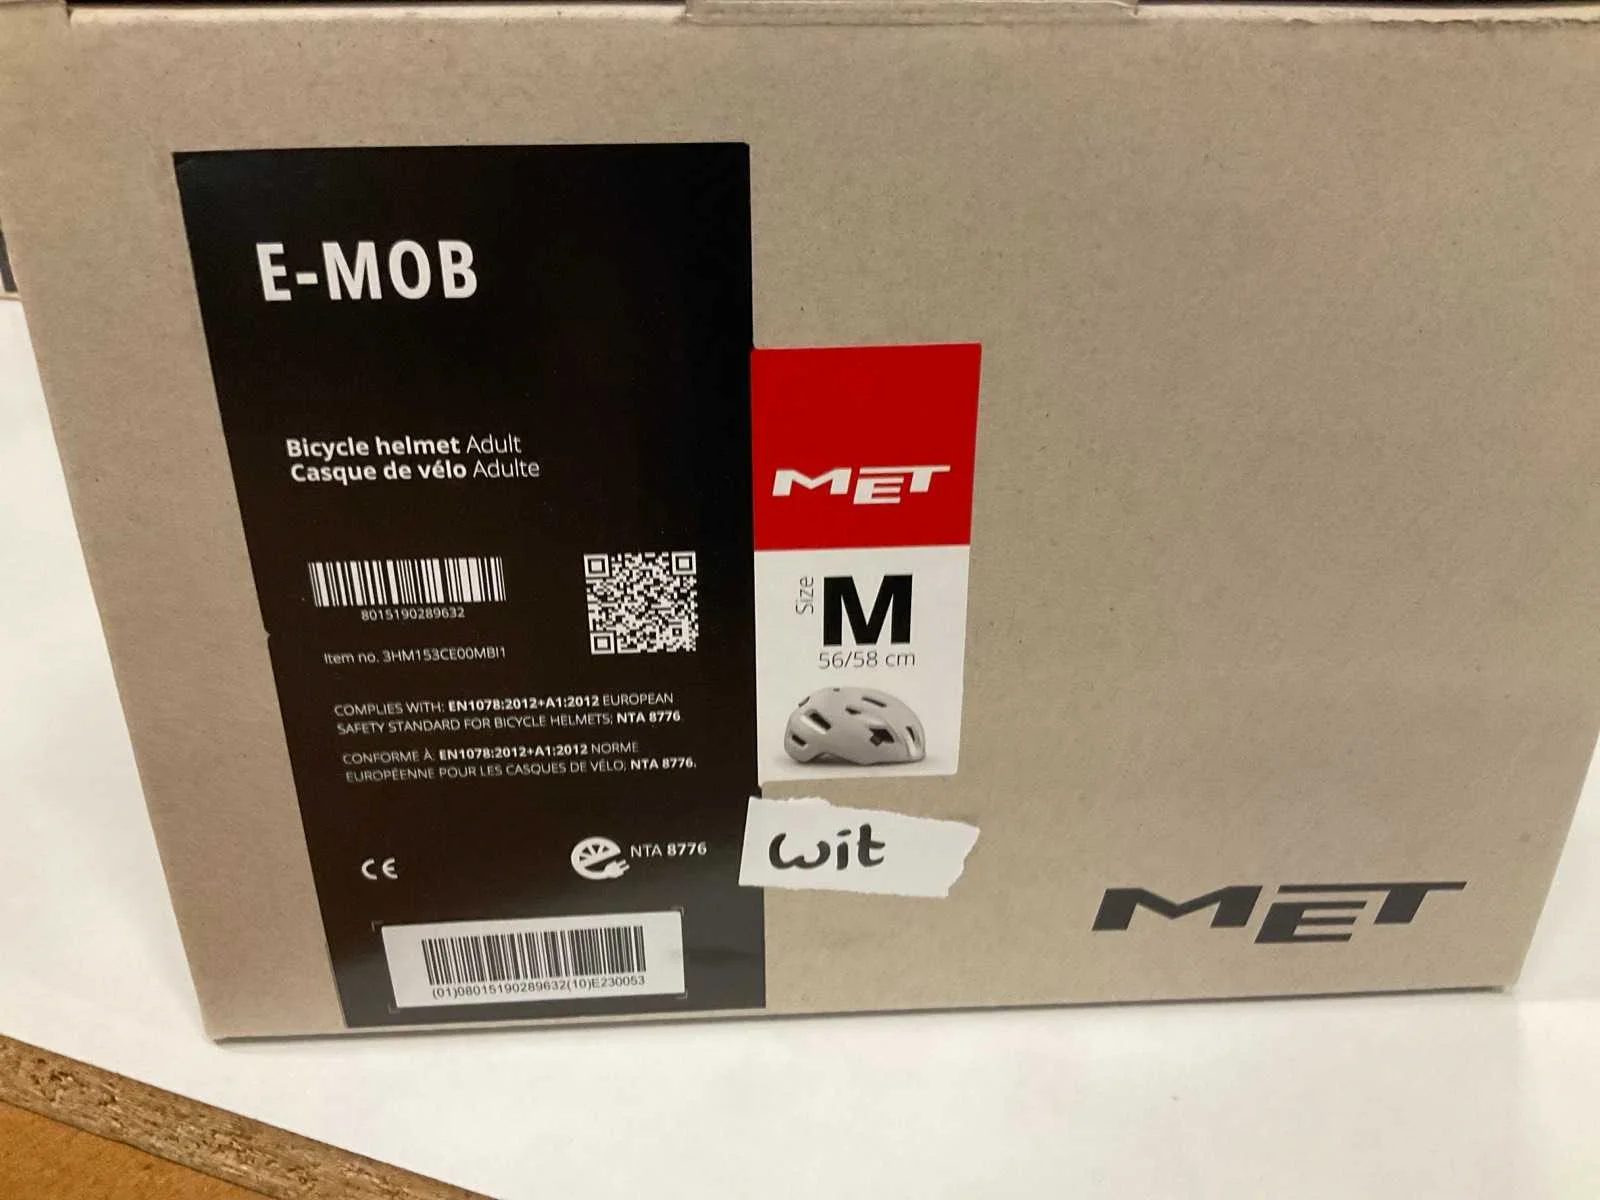 E-MOB
Bicycle helmet Adult
Casque de vélo Adulte
8015190289632
Item no. 3HM153CE00MBI1
COMPLIES WITH: EN1078:2012+A1:2012 EUROPEAN
SAFETY STANDARD FOR BICYCLE HELMETS; NTA 8776
CONFORME À: EN1078:2012+A1:2012 NORME
EUROPÉENNE POUR LES CASQUES DE VÉLO; NTA 8776.
CE
NTA 8776
(01)08015190289632(10)E230053
MET
Size
M
56/58 cm
wit
MET